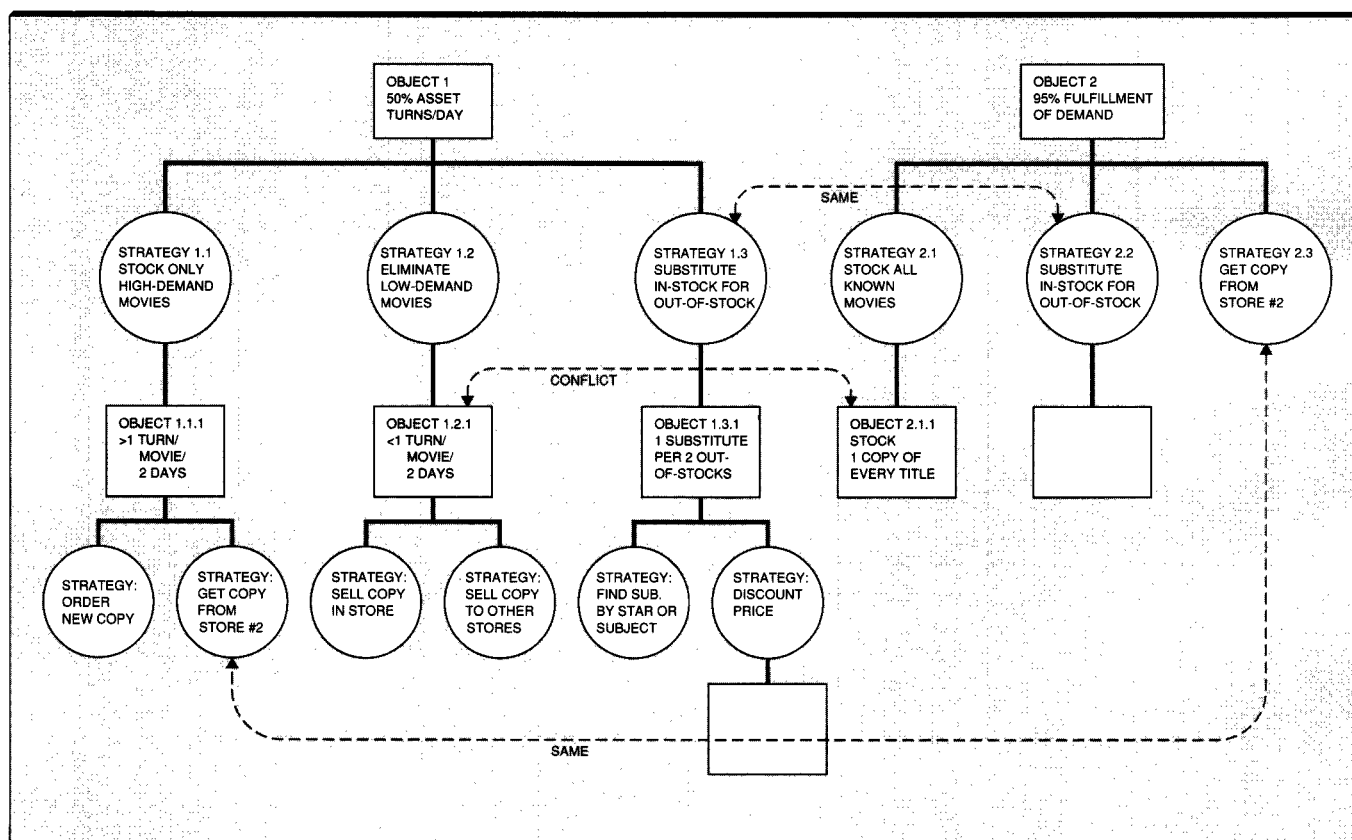 OBJECT 1
50% ASSET
TURNS/DAY
OBJECT 2
95% FULFILLMENT
OF DEMAND
SAME
STRATEGY 1.1
STOCK ONLY
HIGH-DEMAND
MOVIES
STRATEGY 1.2
ELIMINATE
LOW-DEMAND
MOVIES
STRATEGY 1.3
SUBSTITUTE
IN-STOCK FOR
OUT-OF-STOCK
STRATEGY 2.1
STOCK ALL
KNOWN
MOVIES
STRATEGY 2.2
SUBSTITUTE
IN-STOCK FOR
OUT-OF-STOCK
STRATEGY 2.3
GET COPY
FROM
STORE #2
CONFLICT
OBJECT 1.1.1
>1 TURN/
MOVIE/
2 DAYS
OBJECT 1.2.1
<1 TURN/
MOVIE/
2 DAYS
OBJECT 1.3.1
1 SUBSTITUTE
PER 2 OUT-
OF-STOCKS
OBJECT 2.1.1
STOCK
1 COPY OF
EVERY TITLE
STRATEGY:
ORDER
NEW COPY
STRATEGY:
GET COPY
FROM
STORE #2
STRATEGY:
SELL COPY
IN STORE
STRATEGY:
SELL COPY
TO OTHER
STORES
STRATEGY:
FIND SUB.
BY STAR OR
SUBJECT
STRATEGY:
DISCOUNT
PRICE
SAME